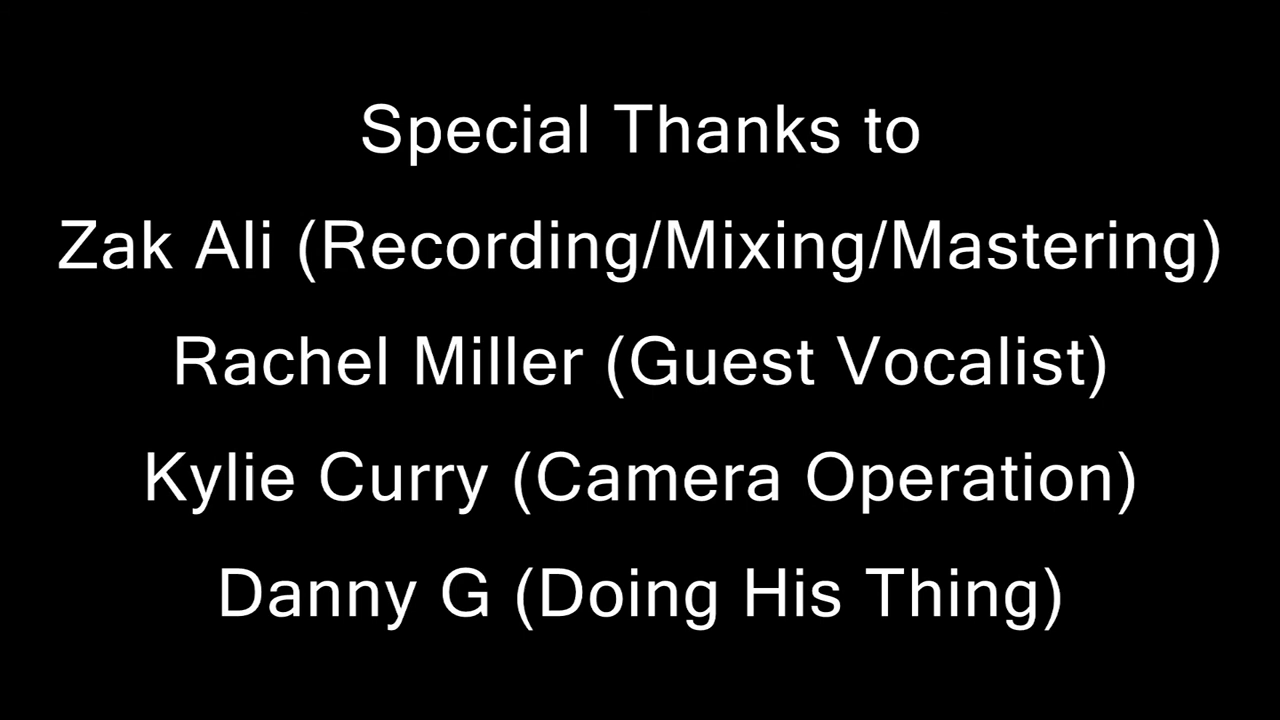 Special Thanks to
Zak Ali (Recording/Mixing/Mastering)
Rachel Miller (Guest Vocalist)
Kylie Curry (Camera Operation)
Danny G (Doing His Thing)